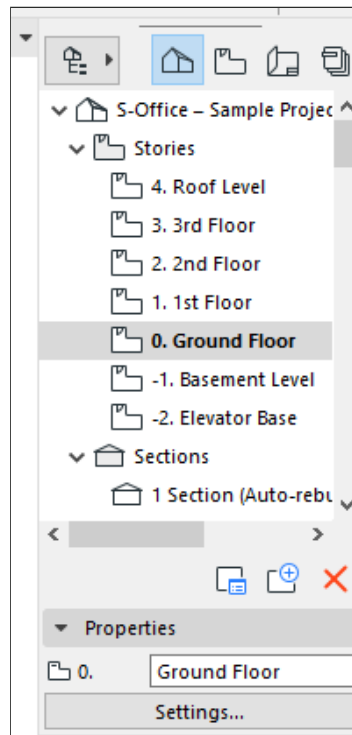 S-Office – Sample Projec
Stories
4. Roof Level
3. 3rd Floor
2. 2nd Floor
1. 1st Floor
0. Ground Floor
-1. Basement Level
-2. Elevator Base
Sections
1 Section (Auto-rebu
Properties
0. Ground Floor
Settings...